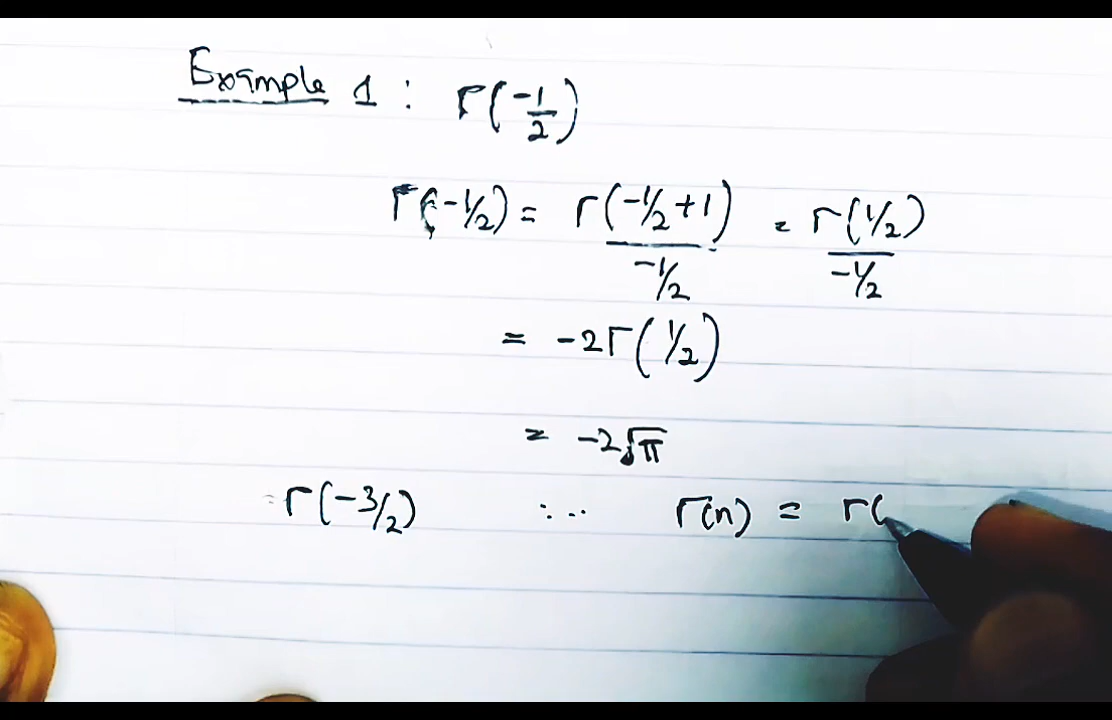 Example 1 : Γ(-1/2)
Γ(-1/2) = Γ(-1/2+1)/-1/2 = Γ(1/2)/-1/2
= -2Γ(1/2)
= -2√π
= Γ(-3/2) ∵ Γ(n) = Γ(